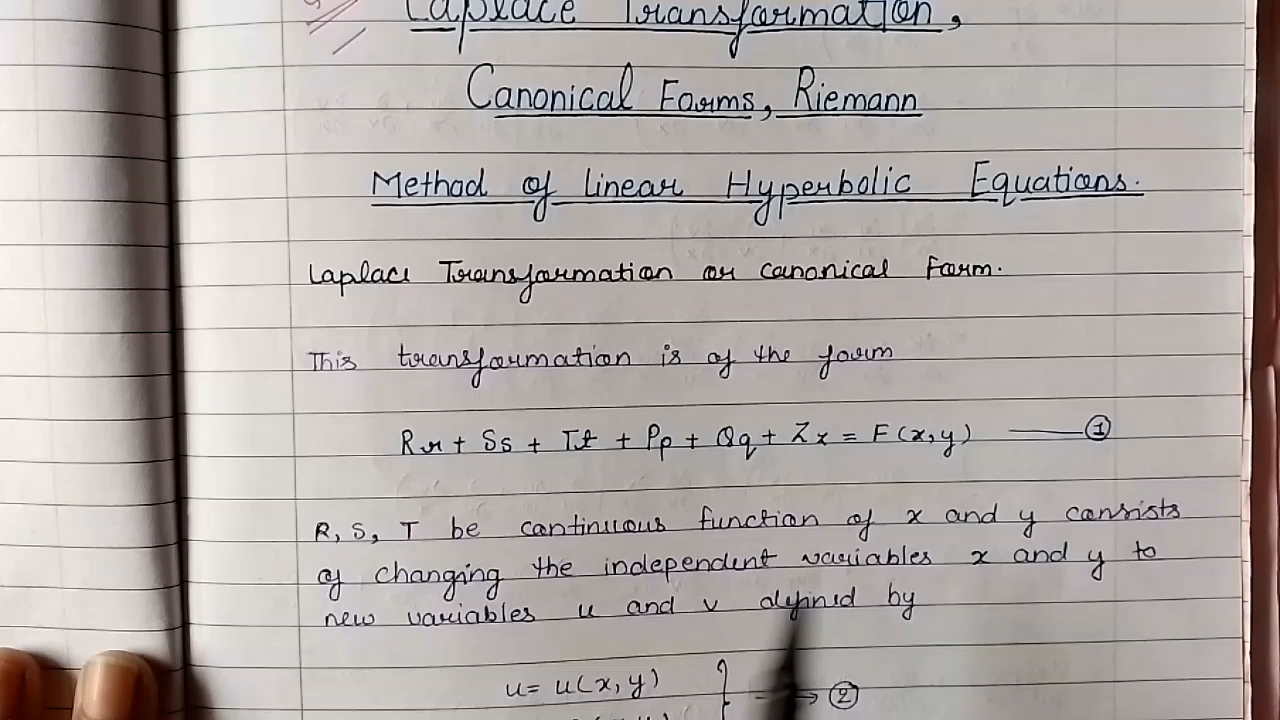 Laplace Transformation,
Canonical Forms, Riemann
Method of linear Hyperbolic Equations.
Laplace Transformation or canonical Form.
This transformation is of the form
Rr + Ss + Tt + Pp + Qq + Zx = F(x,y) —— ①
R, S, T be continuous function of x and y consists
of changing the independent variables x and y to
new variables u and v defined by
u = u(x, y) } → ②